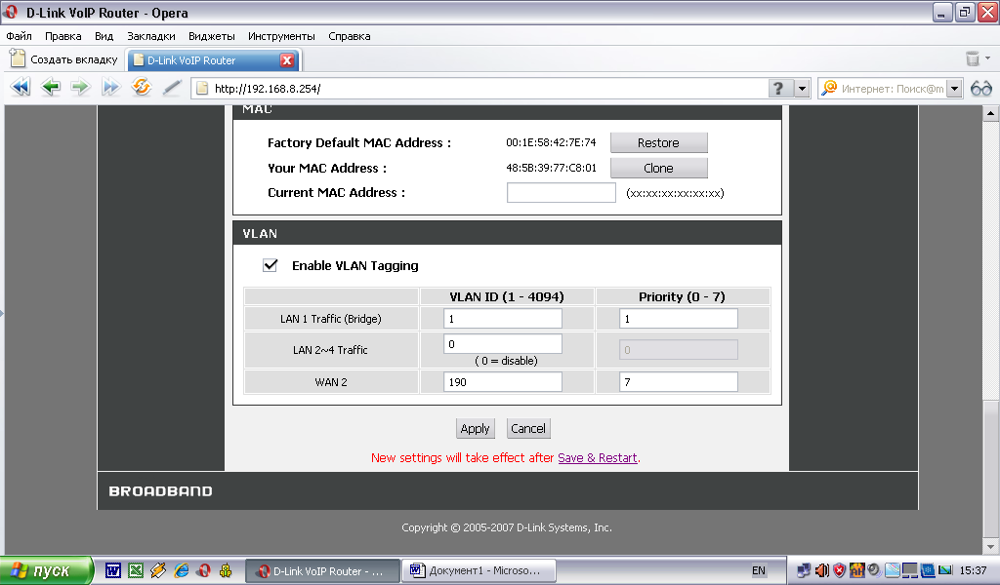 D-Link VoIP Router - Opera
Файл Правка Вид Закладки Виджеты Инструменты Справка
Создать вкладку D-Link VoIP Router
http://192.168.8.254/ ? Интернет: Поиск@m
MAC
Factory Default MAC Address : 00:1E:58:42:7E:74 Restore
Your MAC Address : 48:5B:39:77:C8:01 Clone
Current MAC Address : (xx:xx:xx:xx:xx:xx)
VLAN
Enable VLAN Tagging
VLAN ID (1 - 4094) Priority (0 - 7)
LAN 1 Traffic (Bridge) 1 1
LAN 2~4 Traffic 0 0
( 0 = disable)
WAN 2 190 7
Apply Cancel
New settings will take effect after Save & Restart.
BROADBAND
Copyright © 2005-2007 D-Link Systems, Inc.
пуск D-Link VoIP Router - ... Документ1 - Microso... EN 15:37